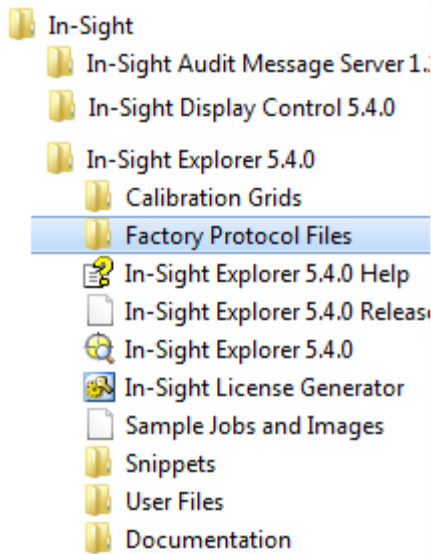 In-Sight
In-Sight Audit Message Server 1.
In-Sight Display Control 5.4.0
In-Sight Explorer 5.4.0
Calibration Grids
Factory Protocol Files
In-Sight Explorer 5.4.0 Help
In-Sight Explorer 5.4.0 Release
In-Sight Explorer 5.4.0
In-Sight License Generator
Sample Jobs and Images
Snippets
User Files
Documentation